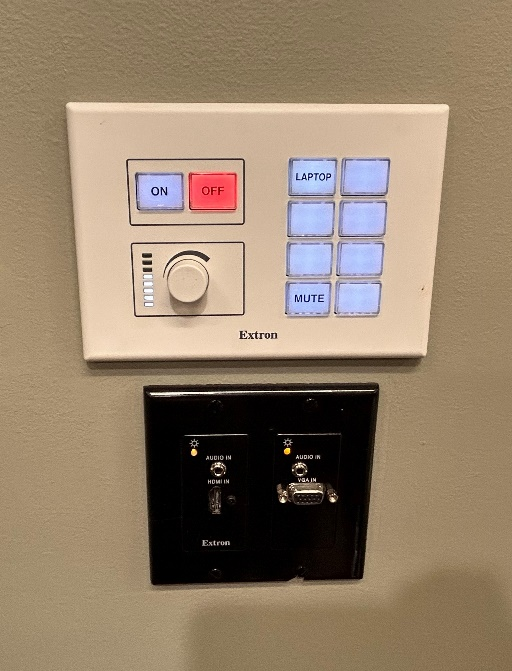 ON OFF
LAPTOP
MUTE
Extron
AUDIO IN
HDMI IN
Extron
AUDIO IN
VGA IN